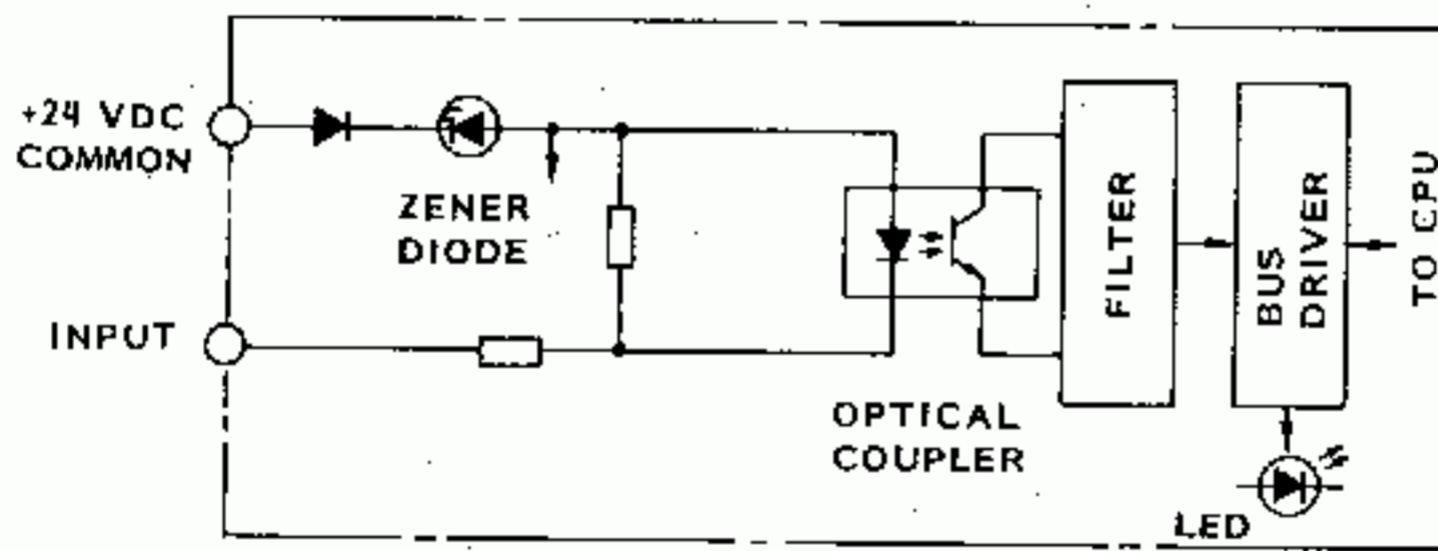 +24 VDC
COMMON
ZENER
DIODE
INPUT
OPTICAL
COUPLER
FILTER
BUS
DRIVER
TO CPU
LED